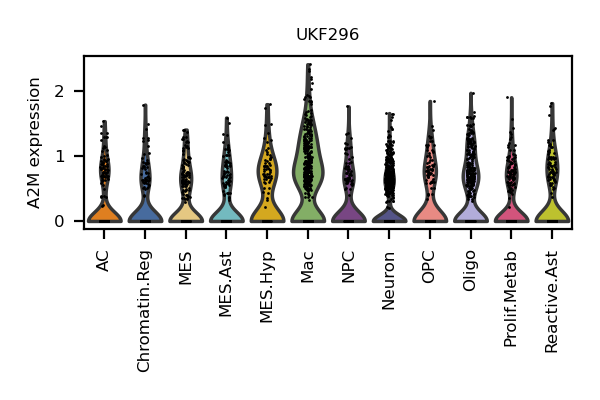 UKF296
A2M expression
2
1
0
AC
Chromatin.Reg
MES
MES.Ast
MES.Hyp
Mac
NPC
Neuron
OPC
Oligo
Prolif.Metab
Reactive.Ast